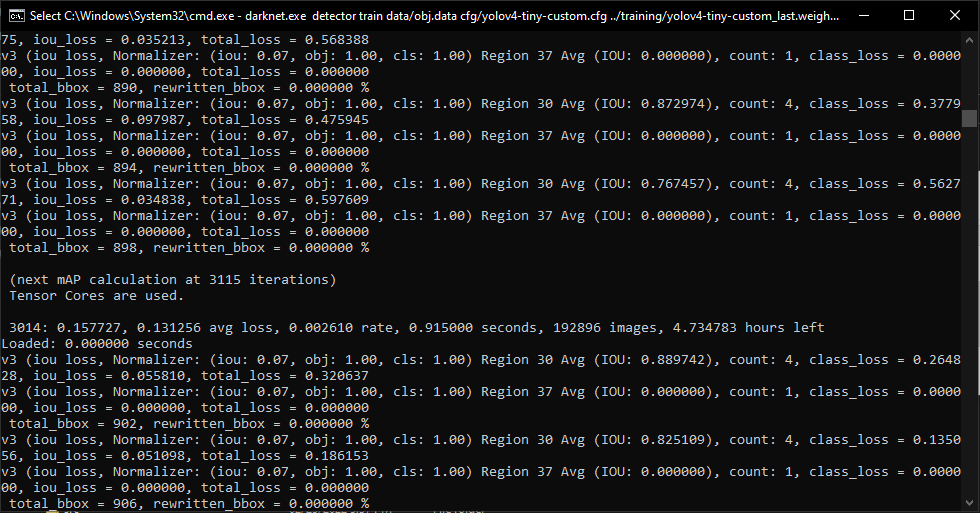 Select C:\Windows\System32\cmd.exe - darknet.exe  detector train data/obj.data cfg/yolov4-tiny-custom.cfg ../training/yolov4-tiny-custom_last.weigh...
75, iou_loss = 0.035213, total_loss = 0.568388
v3 (iou loss, Normalizer: (iou: 0.07, obj: 1.00, cls: 1.00) Region 37 Avg (IOU: 0.000000), count: 1, class_loss = 0.0000
00, iou_loss = 0.000000, total_loss = 0.000000
total_bbox = 890, rewritten_bbox = 0.000000 %
v3 (iou loss, Normalizer: (iou: 0.07, obj: 1.00, cls: 1.00) Region 30 Avg (IOU: 0.872974), count: 4, class_loss = 0.3779
58, iou_loss = 0.097987, total_loss = 0.475945
v3 (iou loss, Normalizer: (iou: 0.07, obj: 1.00, cls: 1.00) Region 37 Avg (IOU: 0.000000), count: 1, class_loss = 0.0000
00, iou_loss = 0.000000, total_loss = 0.000000
total_bbox = 894, rewritten_bbox = 0.000000 %
v3 (iou loss, Normalizer: (iou: 0.07, obj: 1.00, cls: 1.00) Region 30 Avg (IOU: 0.767457), count: 4, class_loss = 0.5627
71, iou_loss = 0.034838, total_loss = 0.597609
v3 (iou loss, Normalizer: (iou: 0.07, obj: 1.00, cls: 1.00) Region 37 Avg (IOU: 0.000000), count: 1, class_loss = 0.0000
00, iou_loss = 0.000000, total_loss = 0.000000
total_bbox = 898, rewritten_bbox = 0.000000 %
(next mAP calculation at 3115 iterations)
Tensor Cores are used.
3014: 0.157727, 0.131256 avg loss, 0.002610 rate, 0.915000 seconds, 192896 images, 4.734783 hours left
Loaded: 0.000000 seconds
v3 (iou loss, Normalizer: (iou: 0.07, obj: 1.00, cls: 1.00) Region 30 Avg (IOU: 0.889742), count: 4, class_loss = 0.2648
28, iou_loss = 0.055810, total_loss = 0.320637
v3 (iou loss, Normalizer: (iou: 0.07, obj: 1.00, cls: 1.00) Region 37 Avg (IOU: 0.000000), count: 1, class_loss = 0.0000
00, iou_loss = 0.000000, total_loss = 0.000000
total_bbox = 902, rewritten_bbox = 0.000000 %
v3 (iou loss, Normalizer: (iou: 0.07, obj: 1.00, cls: 1.00) Region 30 Avg (IOU: 0.825109), count: 4, class_loss = 0.1350
56, iou_loss = 0.051098, total_loss = 0.186153
v3 (iou loss, Normalizer: (iou: 0.07, obj: 1.00, cls: 1.00) Region 37 Avg (IOU: 0.000000), count: 1, class_loss = 0.0000
00, iou_loss = 0.000000, total_loss = 0.000000
total_bbox = 906, rewritten_bbox = 0.000000 %